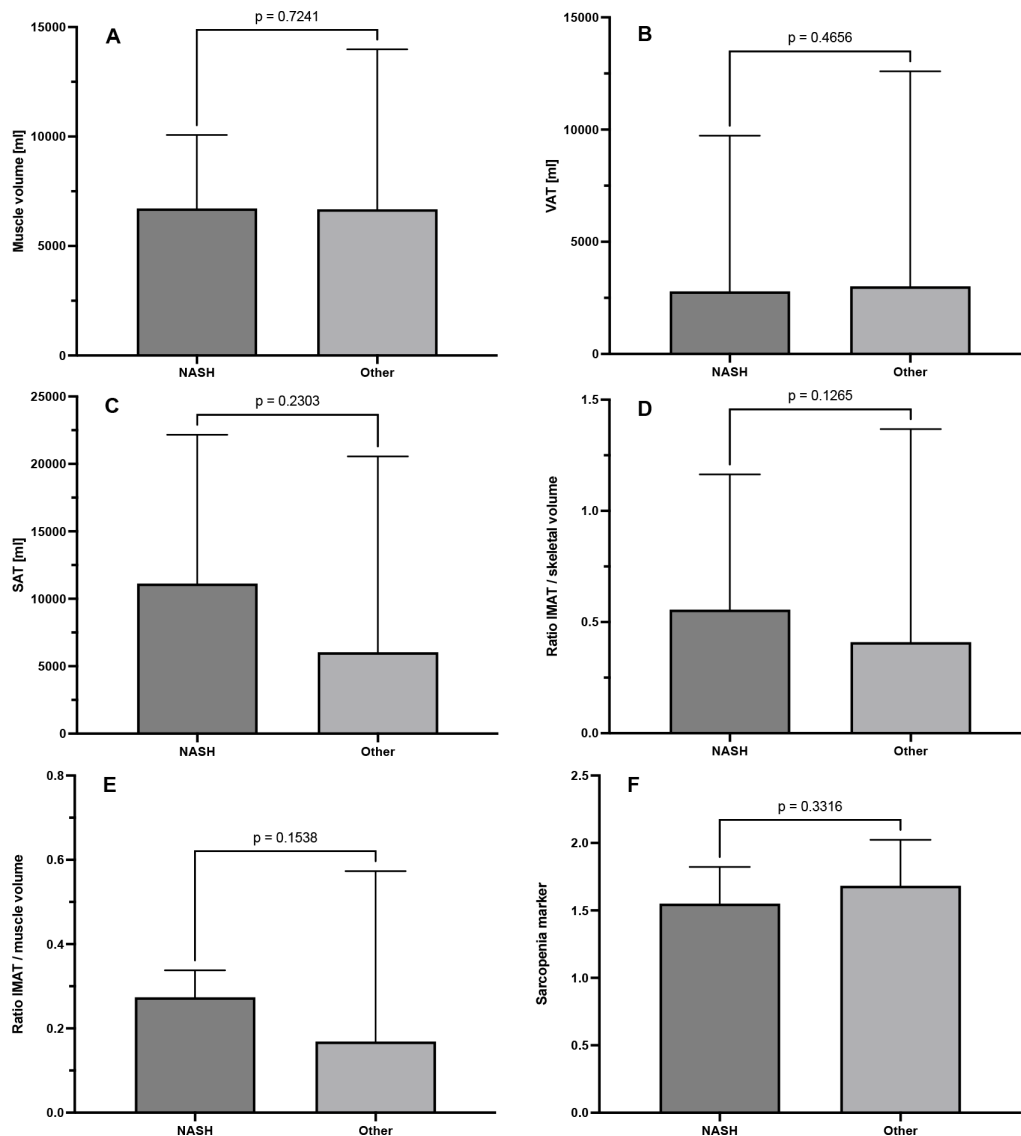 A
p = 0.7241
Muscle volume [ml]
15000
10000
5000
0
NASH
Other
B
p = 0.4656
VAT [ml]
15000
10000
5000
0
NASH
Other
C
p = 0.2303
SAT [ml]
25000
20000
15000
10000
5000
0
NASH
Other
D
p = 0.1265
Ratio IMAT / skeletal volume
1.5
1.0
0.5
0.0
NASH
Other
E
p = 0.1538
Ratio IMAT / muscle volume
0.8
0.6
0.4
0.2
0.0
NASH
Other
F
p = 0.3316
Sarcopenia marker
2.5
2.0
1.5
1.0
0.5
0.0
NASH
Other